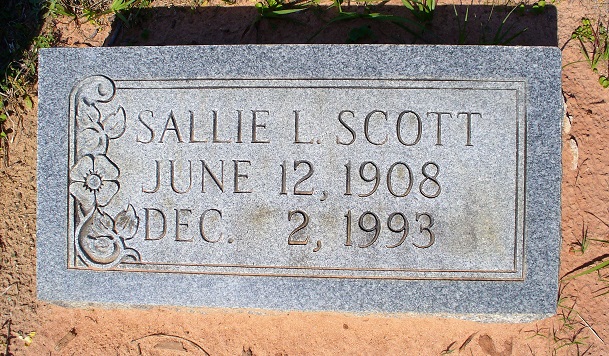 SALLIE L. SCOTT
JUNE 12, 1908
DEC. 2, 1993